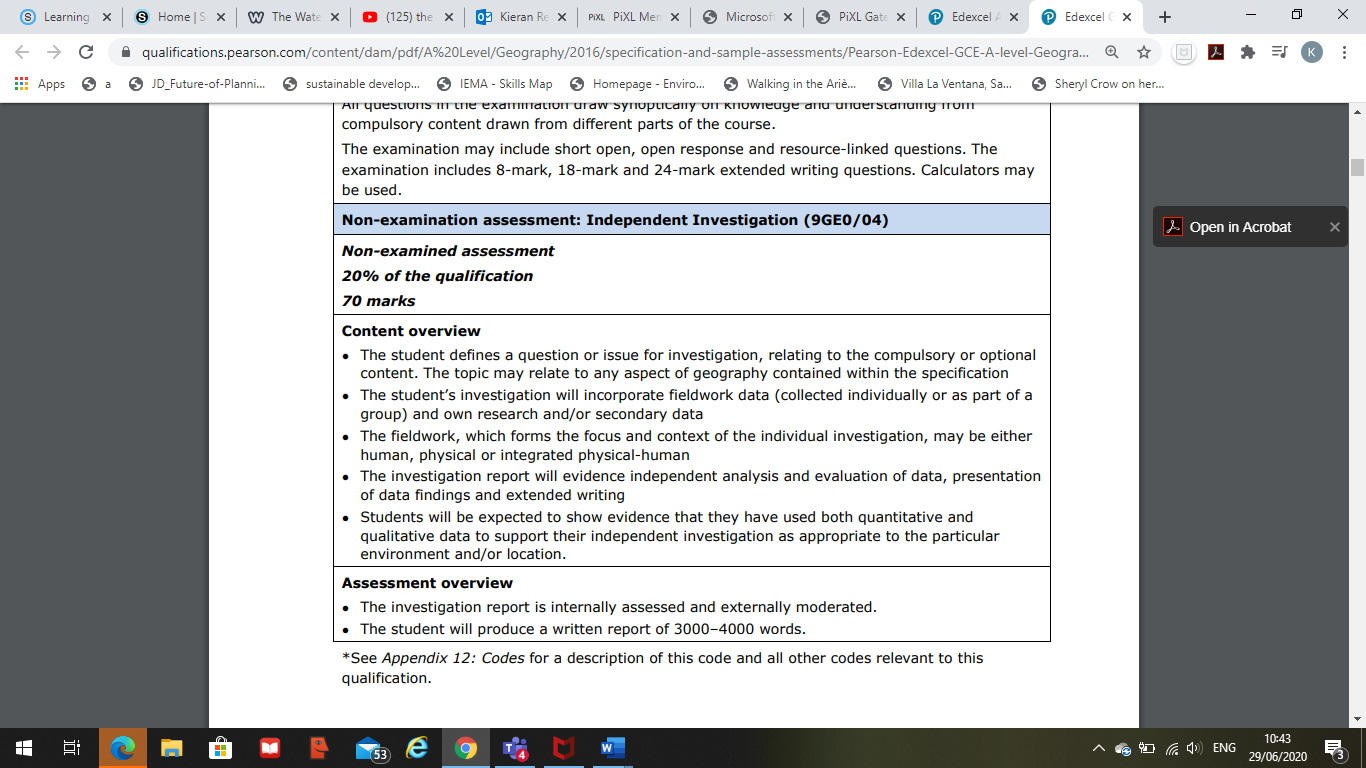 Learning
Home | S
The Wate
(125) the
Kieran Re
PiXL Men
Microsoft
PiXL Gate
Edexcel A
Edexcel G
qualifications.pearson.com/content/dam/pdf/A%20Level/Geography/2016/specification-and-sample-assessments/Pearson-Edexcel-GCE-A-level-Geogra...
K
Apps
a
JD_Future-of-Planni...
sustainable develop...
IEMA - Skills Map
Homepage - Enviro...
Walking in the Ariè...
Villa La Ventana, Sa...
Sheryl Crow on her...
All questions in the examination draw synoptically on knowledge and understanding from
compulsory content drawn from different parts of the course.
The examination may include short open, open response and resource-linked questions. The
examination includes 8-mark, 18-mark and 24-mark extended writing questions. Calculators may
be used.
Non-examination assessment: Independent Investigation (9GE0/04)
Open in Acrobat
Non-examined assessment
20% of the qualification
70 marks
Content overview
• The student defines a question or issue for investigation, relating to the compulsory or optional
content. The topic may relate to any aspect of geography contained within the specification
• The student’s investigation will incorporate fieldwork data (collected individually or as part of a
group) and own research and/or secondary data
• The fieldwork, which forms the focus and context of the individual investigation, may be either
human, physical or integrated physical-human
• The investigation report will evidence independent analysis and evaluation of data, presentation
of data findings and extended writing
• Students will be expected to show evidence that they have used both quantitative and
qualitative data to support their independent investigation as appropriate to the particular
environment and/or location.
Assessment overview
• The investigation report is internally assessed and externally moderated.
• The student will produce a written report of 3000–4000 words.
*See Appendix 12: Codes for a description of this code and all other codes relevant to this
qualification.
53
4
ENG
10:43
29/06/2020
3